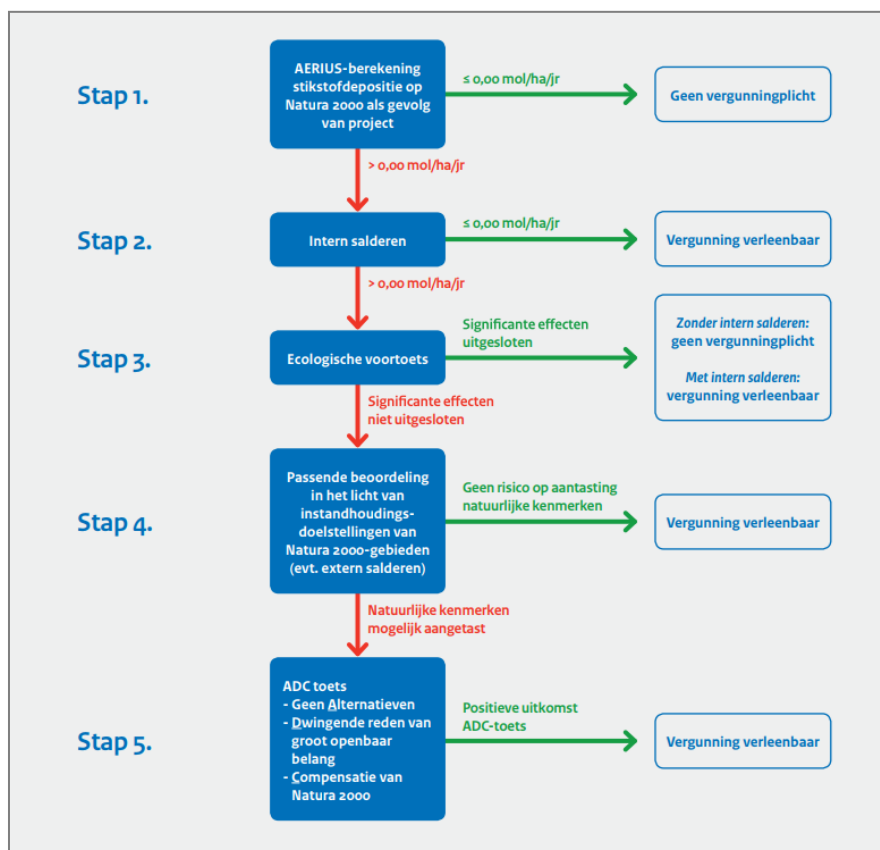 Stap 1.
AERIUS-berekening
stikstofdepositie op
Natura 2000 als gevolg
van project
≤ 0,00 mol/ha/jr
Geen vergunningplicht
> 0,00 mol/ha/jr
Stap 2.
Intern salderen
≤ 0,00 mol/ha/jr
Vergunning verleenbaar
> 0,00 mol/ha/jr
Stap 3.
Ecologische voortoets
Significante effecten
uitgesloten
Zonder intern salderen:
geen vergunningplicht
Met intern salderen:
vergunning verleenbaar
Significante effecten
niet uitgesloten
Stap 4.
Passende beoordeling
in het licht van
instandhoudings-
doelstellingen van
Natura 2000-gebieden
(evt. extern salderen)
Geen risico op aantasting
natuurlijke kenmerken
Vergunning verleenbaar
Natuurlijke kenmerken
mogelijk aangetast
Stap 5.
ADC toets
- Geen Alternatieven
- Dwingende reden van
groot openbaar
belang
- Compensatie van
Natura 2000
Positieve uitkomst
ADC-toets
Vergunning verleenbaar